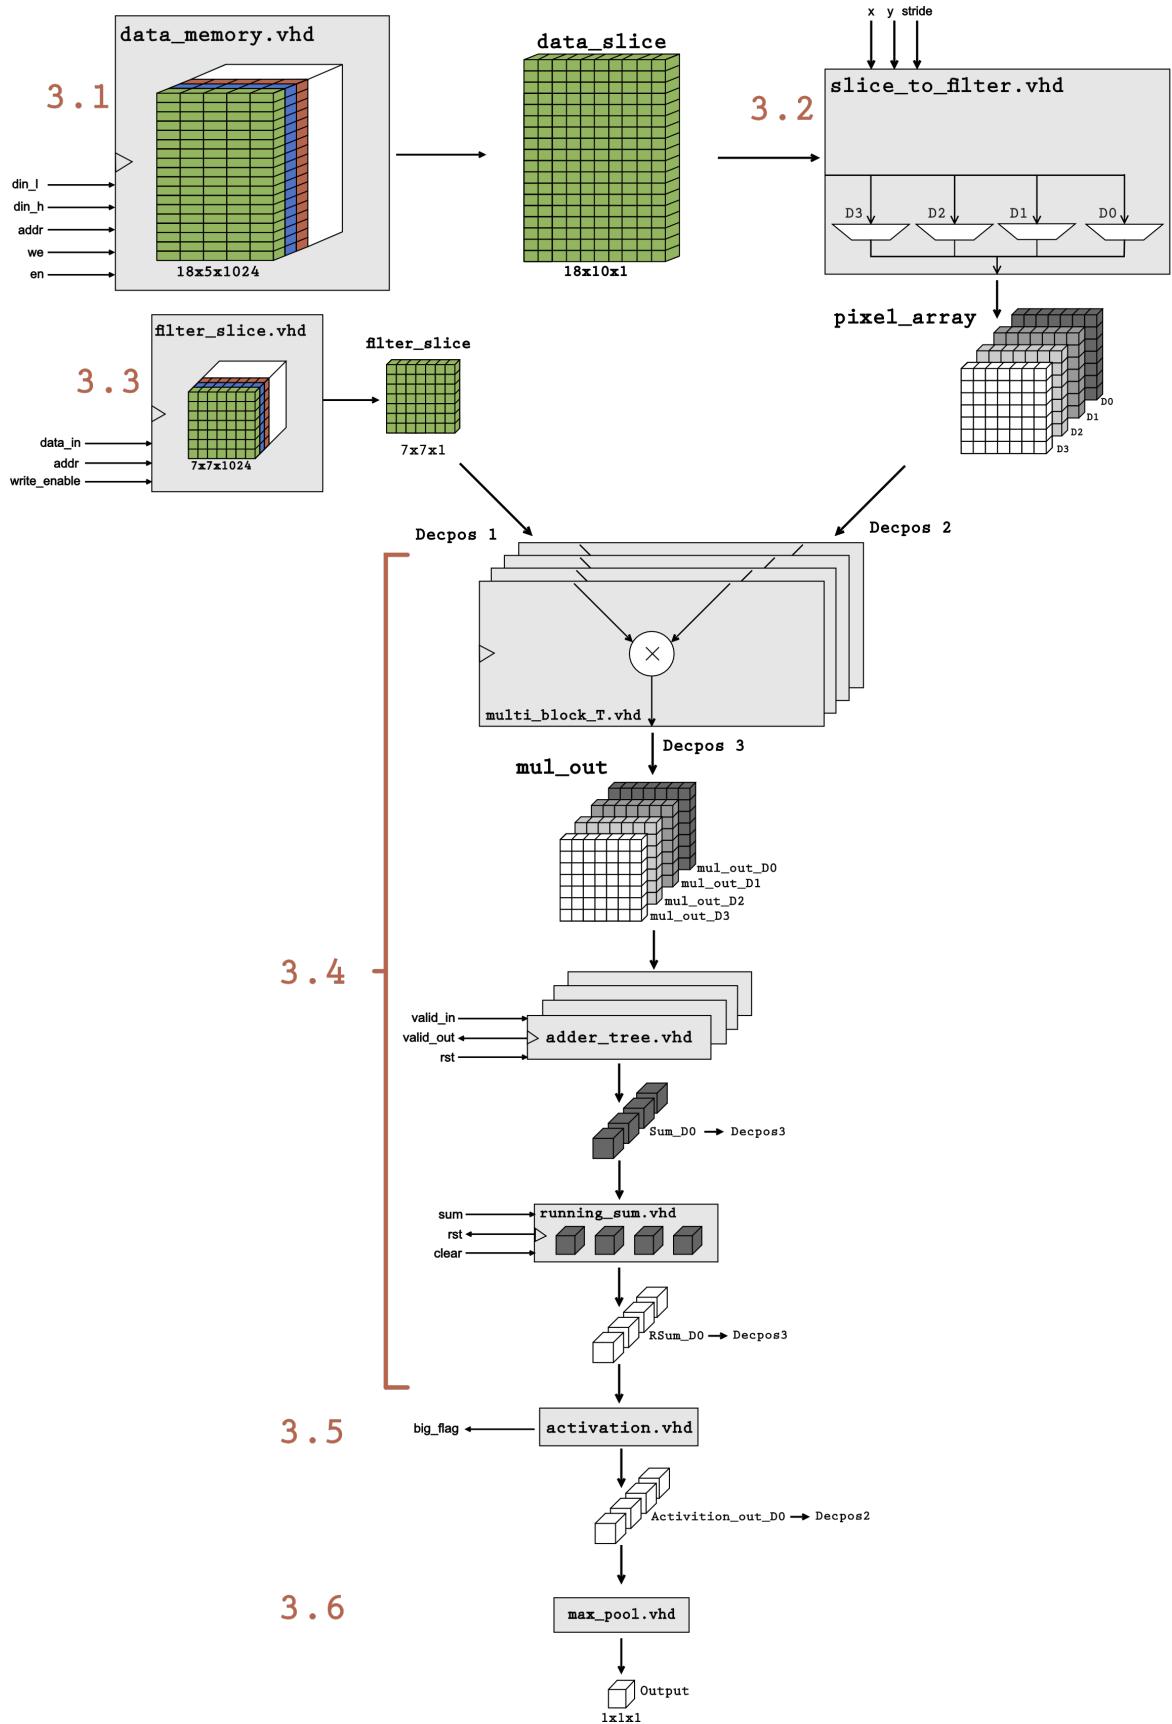 x y stride
data_memory.vhd
data_slice
slice_to_filter.vhd
3.1
3.2
din_l
din_h
addr
we
en
D3 D2 D1 D0
18x5x1024
18x10x1
filter_slice.vhd
filter_slice
pixel_array
3.3
data_in
addr
write_enable
7x7x1024
7x7x1
D0
D1
D2
D3
Decpos 1
Decpos 2
multi_block_T.vhd
Decpos 3
mul_out
mul_out_D0
mul_out_D1
mul_out_D2
mul_out_D3
3.4
valid_in
valid_out
rst
adder_tree.vhd
Sum_D0 → Decpos3
sum
rst
clear
running_sum.vhd
RSum_D0 → Decpos3
3.5
big_flag
activation.vhd
Activition_out_D0 → Decpos2
3.6
max_pool.vhd
Output
1x1x1